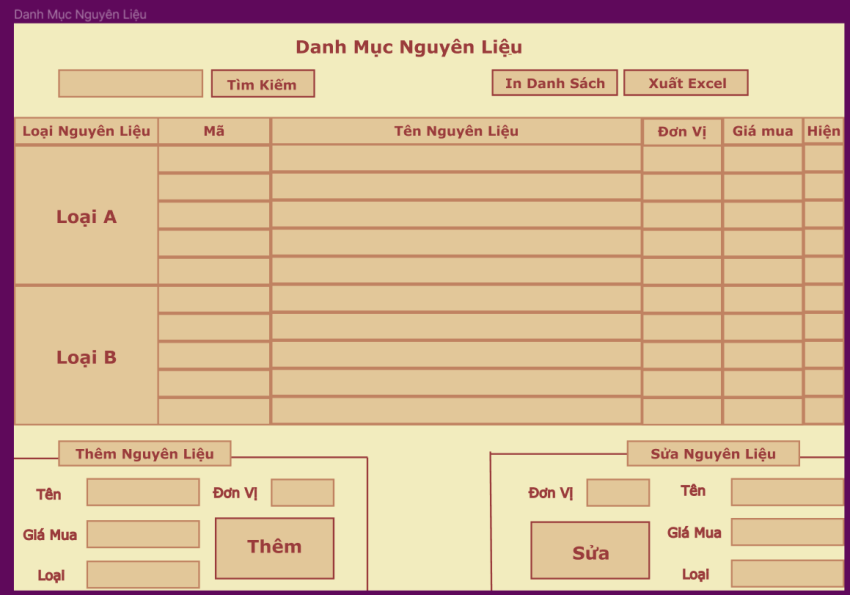 Danh Mục Nguyên Liệu
Danh Mục Nguyên Liệu
Tìm Kiếm
In Danh Sách
Xuất Excel
Loại Nguyên Liệu
Mã
Tên Nguyên Liệu
Đơn Vị
Giá mua
Hiện
Loại A
Loại B
Thêm Nguyên Liệu
Tên
Đơn Vị
Giá Mua
Thêm
Loại
Sửa Nguyên Liệu
Đơn Vị
Tên
Giá Mua
Sửa
Loại